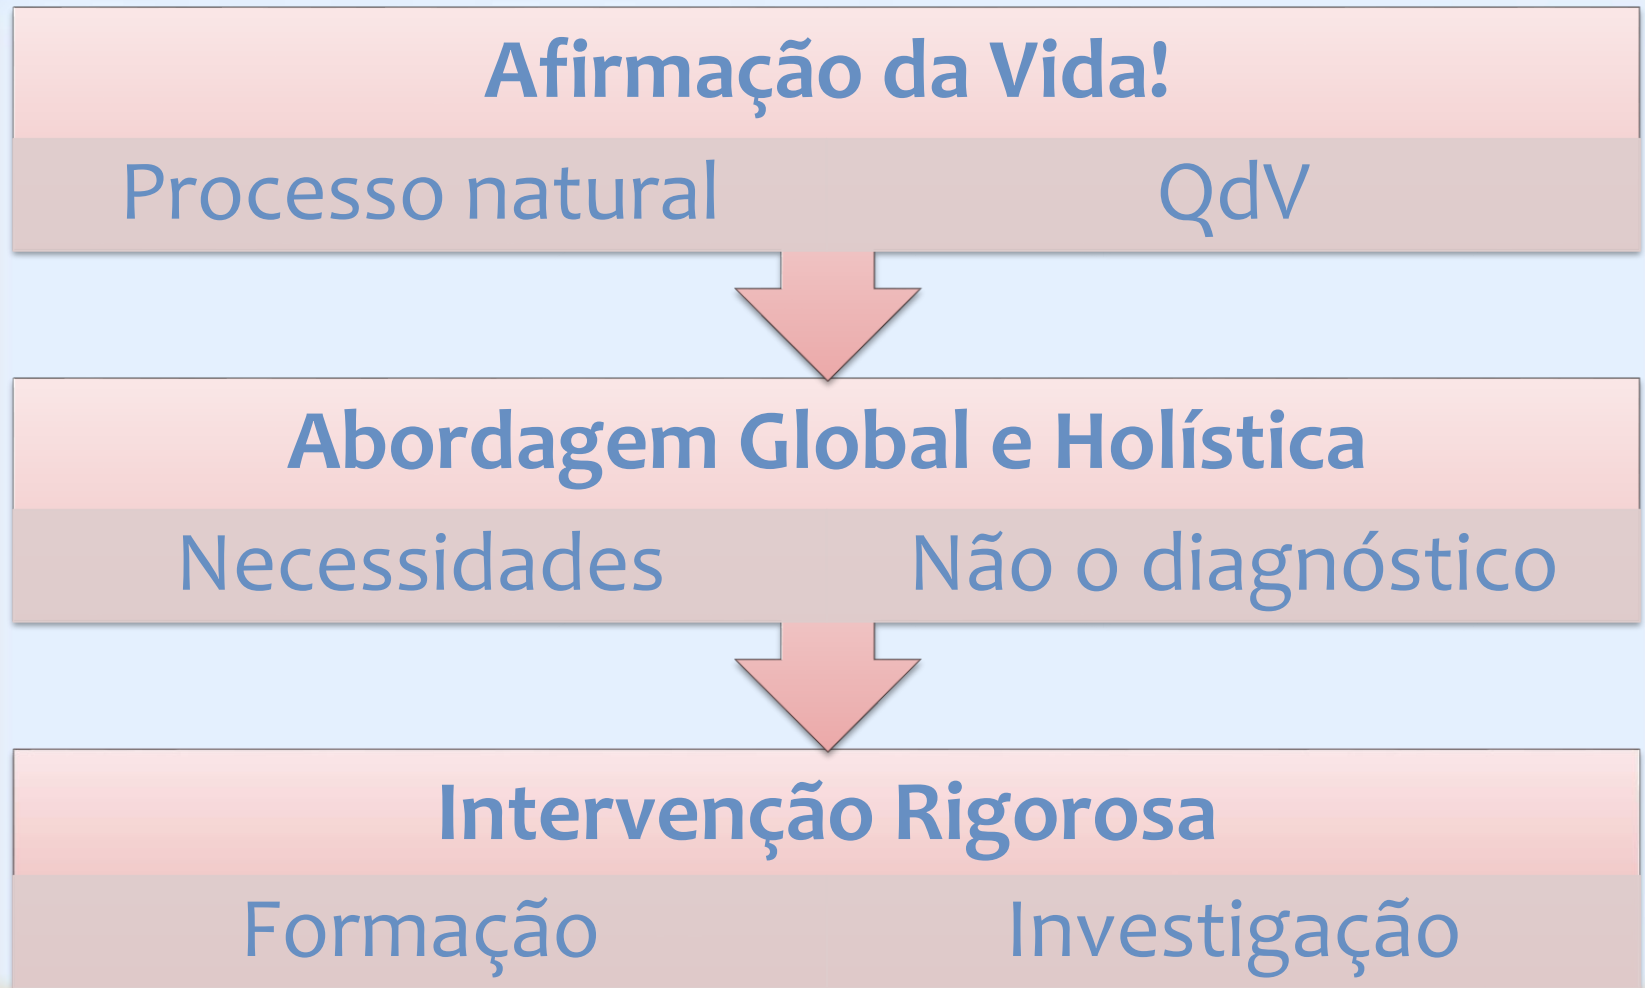 Afirmação da Vida!
Processo natural QdV
Abordagem Global e Holística
Necessidades Não o diagnóstico
Intervenção Rigorosa
Formação Investigação